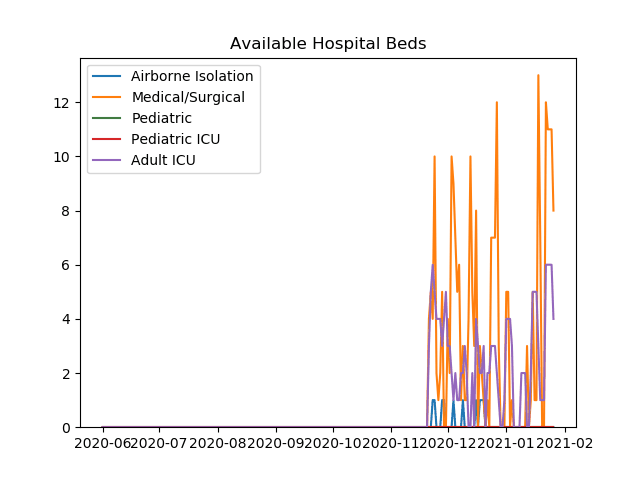 Available Hospital Beds
Airborne Isolation
Medical/Surgical
Pediatric
Pediatric ICU
Adult ICU
12
10
8
6
4
2
0
2020-06 2020-07 2020-08 2020-09 2020-10 2020-11 2020-12 2021-01 2021-02